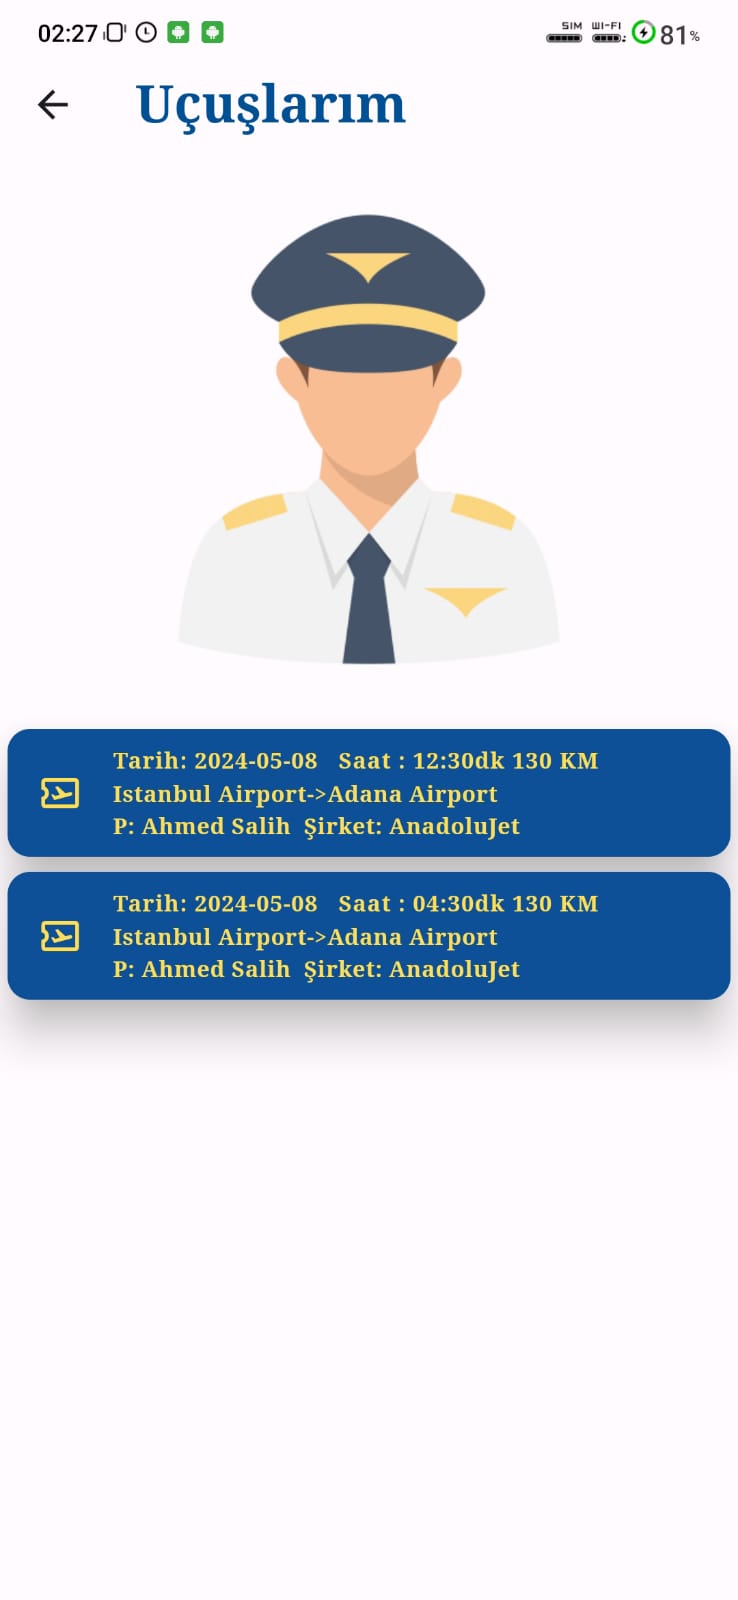 02:27
SIM WI-FI 81%
Uçuşlarım
Tarih: 2024-05-08 Saat : 12:30dk 130 KM
Istanbul Airport->Adana Airport
P: Ahmed Salih Şirket: AnadoluJet
Tarih: 2024-05-08 Saat : 04:30dk 130 KM
Istanbul Airport->Adana Airport
P: Ahmed Salih Şirket: AnadoluJet